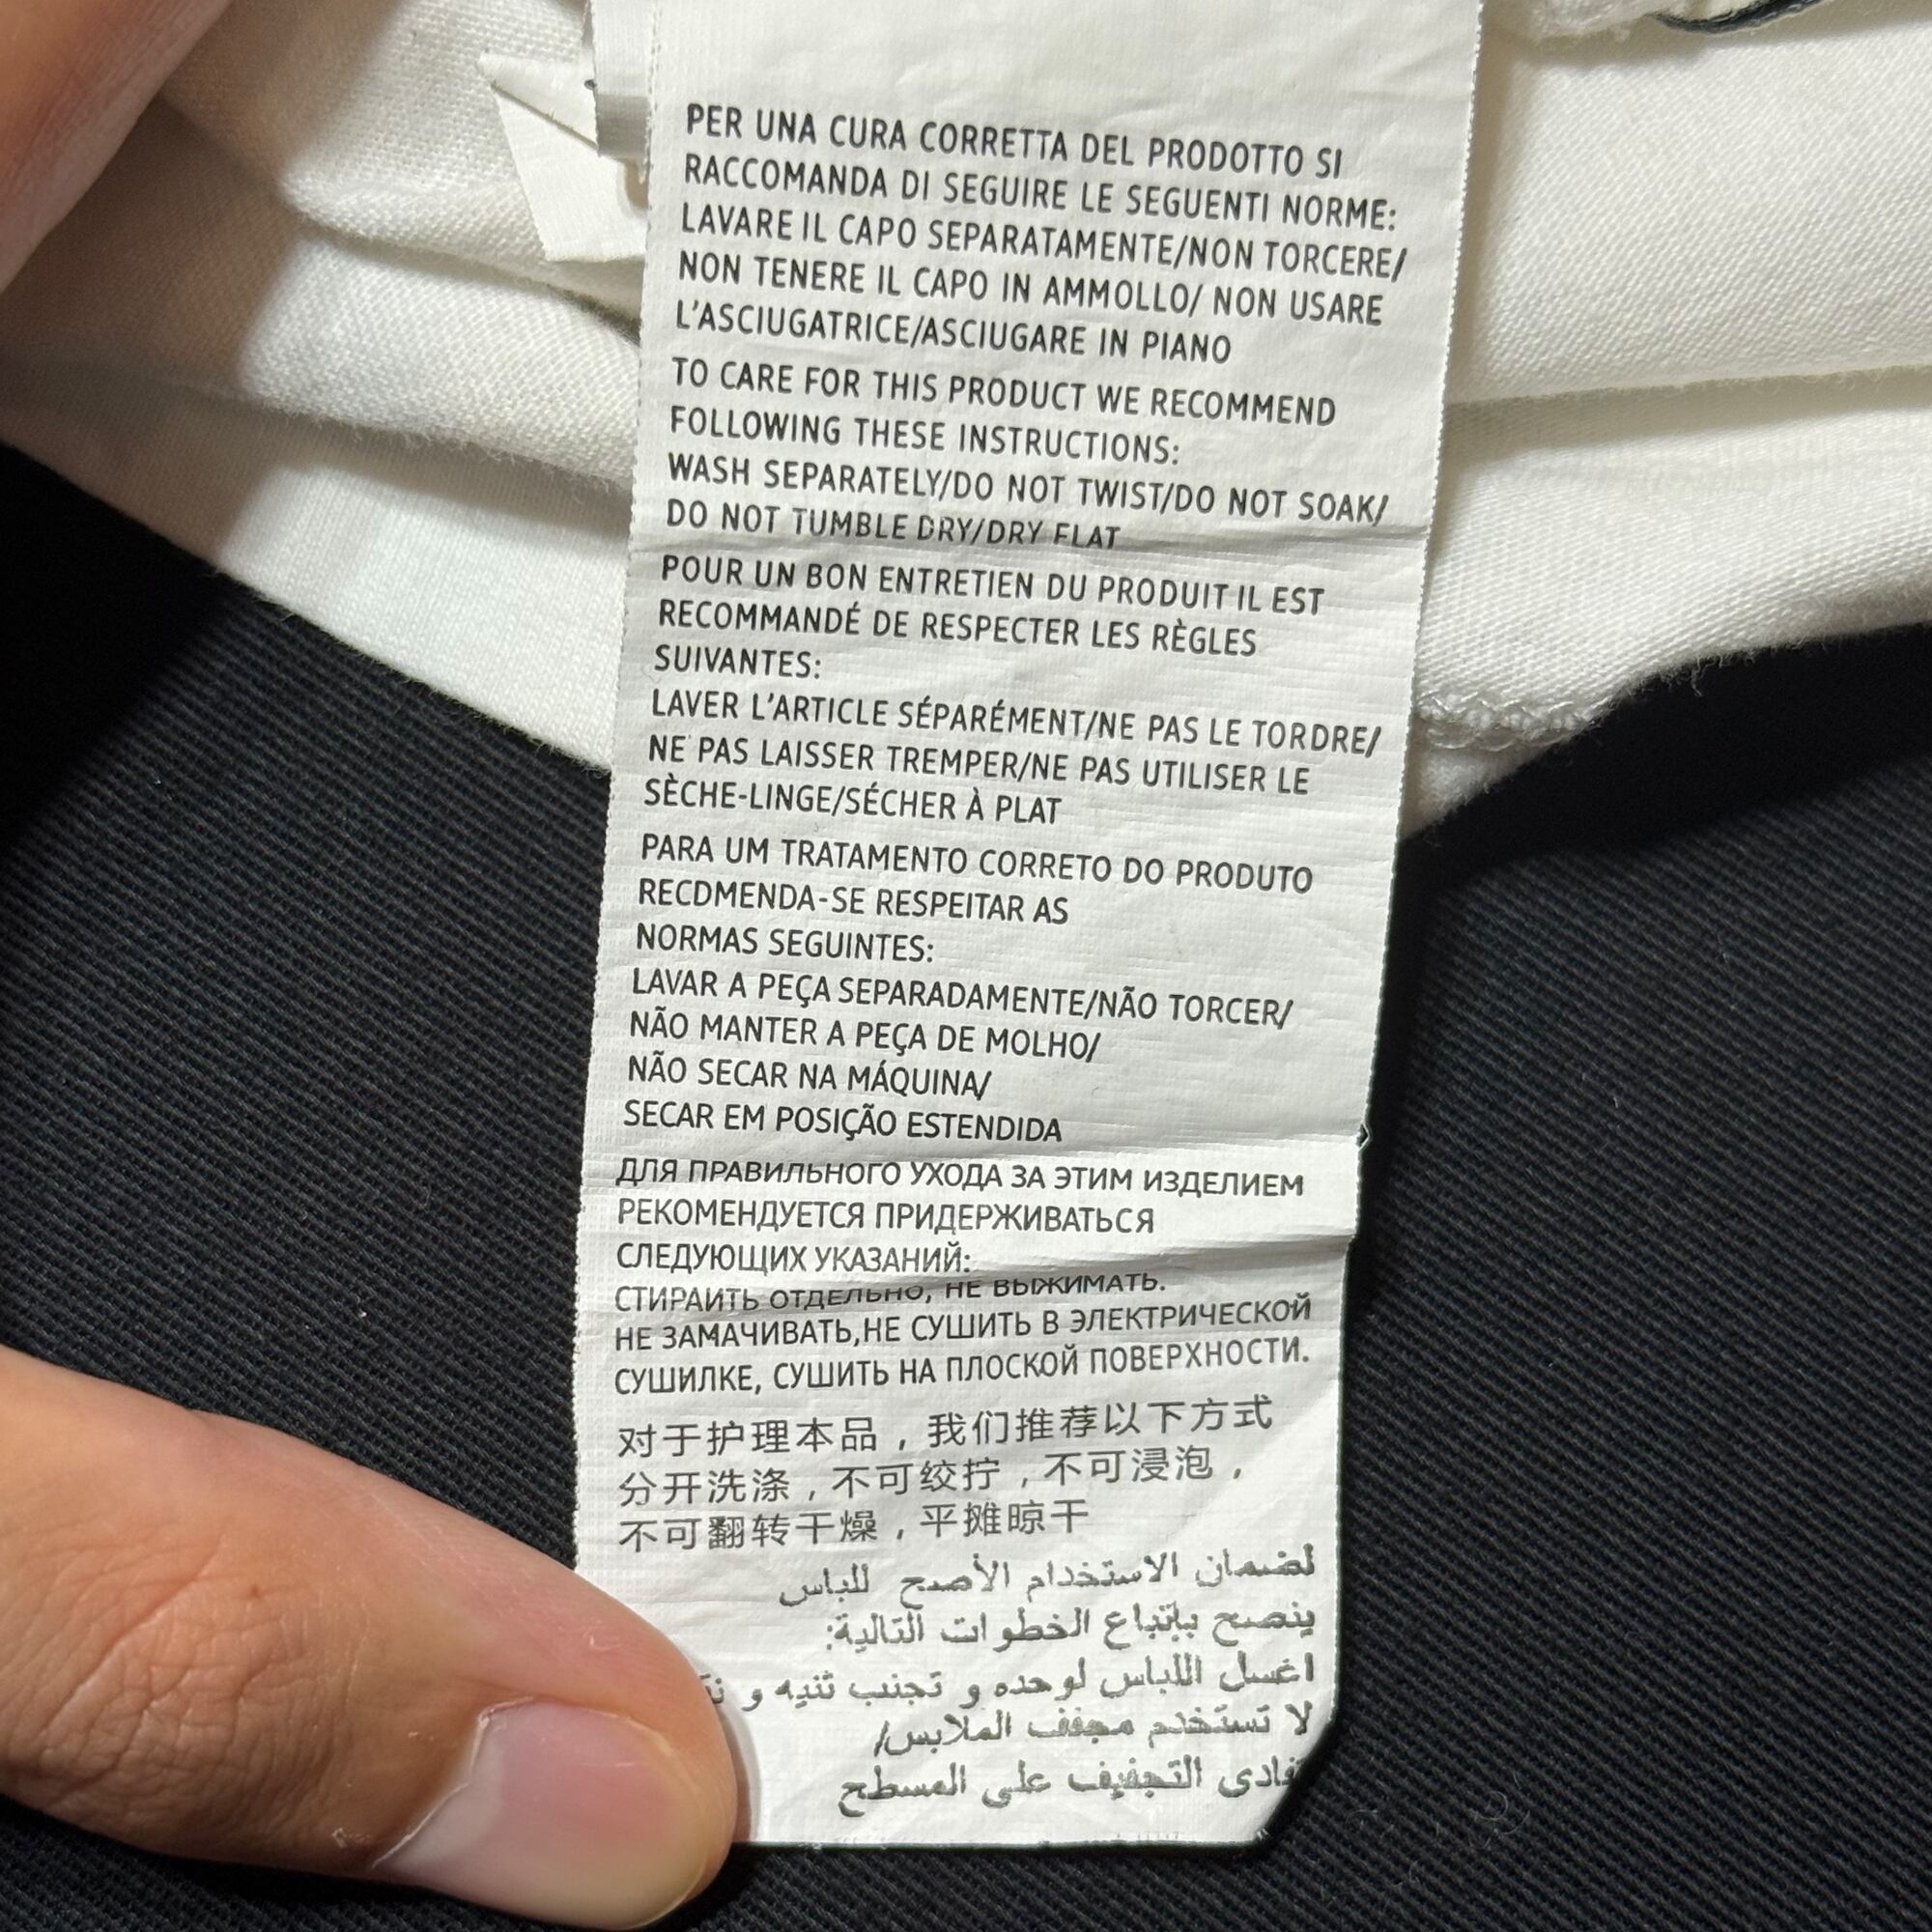 PER UNA CURA CORRETTA DEL PRODOTTO SI
RACCOMANDA DI SEGUIRE LE SEGUENTI NORME:
LAVARE IL CAPO SEPARATAMENTE/NON TORCERE/
NON TENERE IL CAPO IN AMMOLLO/ NON USARE
L'ASCIUGATRICE/ASCIUGARE IN PIANO
TO CARE FOR THIS PRODUCT WE RECOMMEND
FOLLOWING THESE INSTRUCTIONS:
WASH SEPARATELY/DO NOT TWIST/DO NOT SOAK/
DO NOT TUMBLE DRY/DRY FLAT
POUR UN BON ENTRETIEN DU PRODUIT IL EST
RECOMMANDÉ DE RESPECTER LES RÈGLES
SUIVANTES:
LAVER L'ARTICLE SÉPARÉMENT/NE PAS LE TORDRE/
NE PAS LAISSER TREMPER/NE PAS UTILISER LE
SÈCHE-LINGE/SÉCHER À PLAT
PARA UM TRATAMENTO CORRETO DO PRODUTO
RECDMENDA-SE RESPEITAR AS
NORMAS SEGUINTES:
LAVAR A PEÇA SEPARADAMENTE/NÃO TORCER/
NÃO MANTER A PEÇA DE MOLHO/
NÃO SECAR NA MÁQUINA/
SECAR EM POSIÇÃO ESTENDIDA
ДЛЯ ПРАВИЛЬНОГО УХОДА ЗА ЭТИМ ИЗДЕЛИЕМ
РЕКОМЕНДУЕТСЯ ПРИДЕРЖИВАТЬСЯ
СЛЕДУЮЩИХ УКАЗАНИЙ:
СТИРАИТЬ ОТДЕЛЬНО, НЕ ВЫЖИМАТЬ.
НЕ ЗАМАЧИВАТЬ,НЕ СУШИТЬ В ЭЛЕКТРИЧЕСКОЙ
СУШИЛКЕ, СУШИТЬ НА ПЛОСКОЙ ПОВЕРХНОСТИ.
对于护理本品，我们推荐以下方式
分开洗涤，不可绞拧，不可浸泡，
不可翻转干燥，平摊晾干
لضمان الاستخدام الأصح للباس
ينصح بإتباع الخطوات التالية:
اغسل اللباس لوحده و تجنب ثنيه و
لا تستخدم مجفف الملابس/
تفادى التجفيف على المسطح